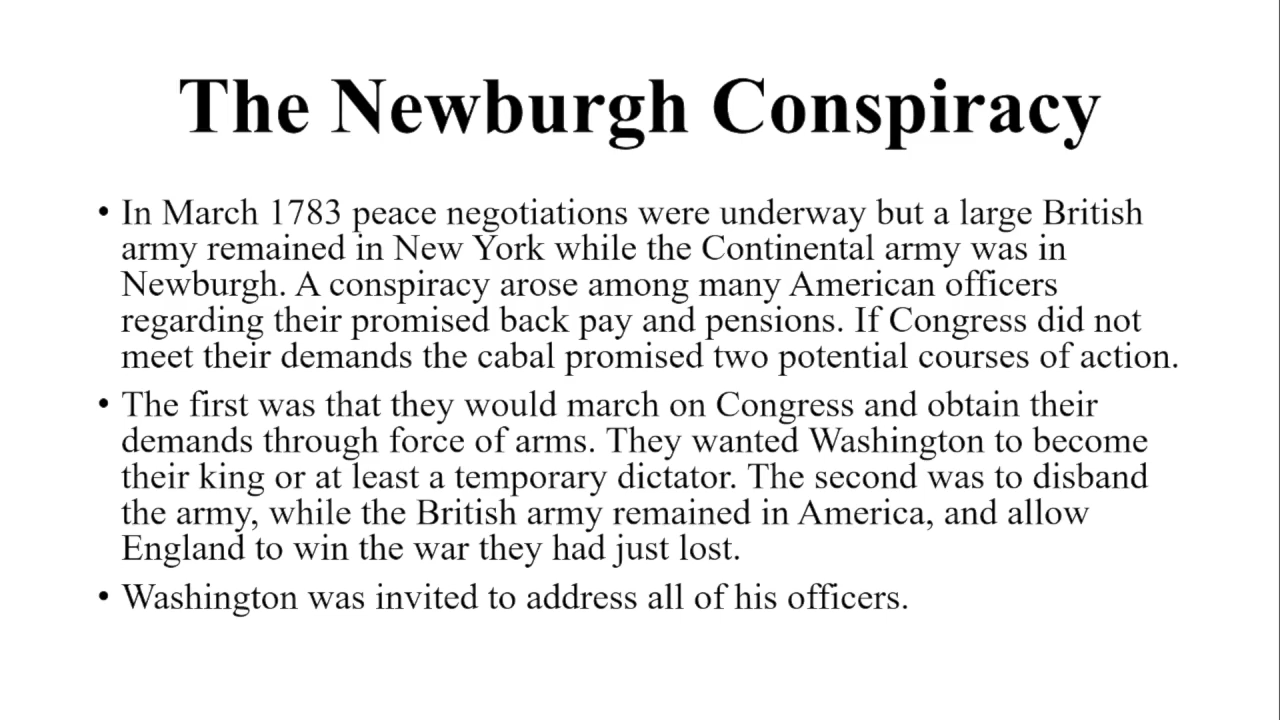 The Newburgh Conspiracy
• In March 1783 peace negotiations were underway but a large British
army remained in New York while the Continental army was in
Newburgh. A conspiracy arose among many American officers
regarding their promised back pay and pensions. If Congress did not
meet their demands the cabal promised two potential courses of action.
• The first was that they would march on Congress and obtain their
demands through force of arms. They wanted Washington to become
their king or at least a temporary dictator. The second was to disband
the army, while the British army remained in America, and allow
England to win the war they had just lost.
• Washington was invited to address all of his officers.